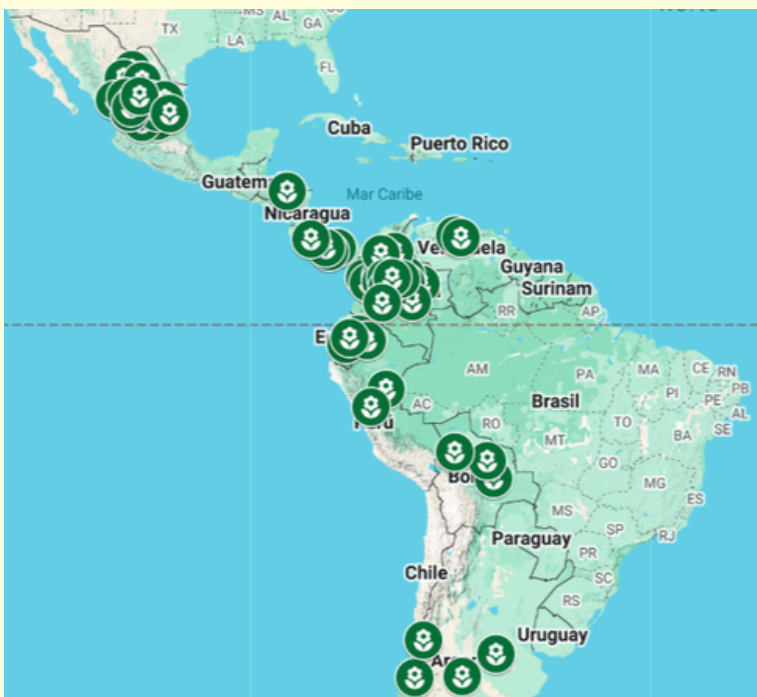 MS
AL
GA
TX
LA
FL
Cuba
Puerto Rico
Mar Caribe
Nicaragua
Guyana
Surinam
RR
AP
AM
PA
MA
CE
RN
PB
PI
PE
AL
AC
RO
Brasil
TO
SE
BA
MT
GO
MG
ES
MS
SP
RJ
Paraguay
PR
SC
Chile
RS
Uruguay